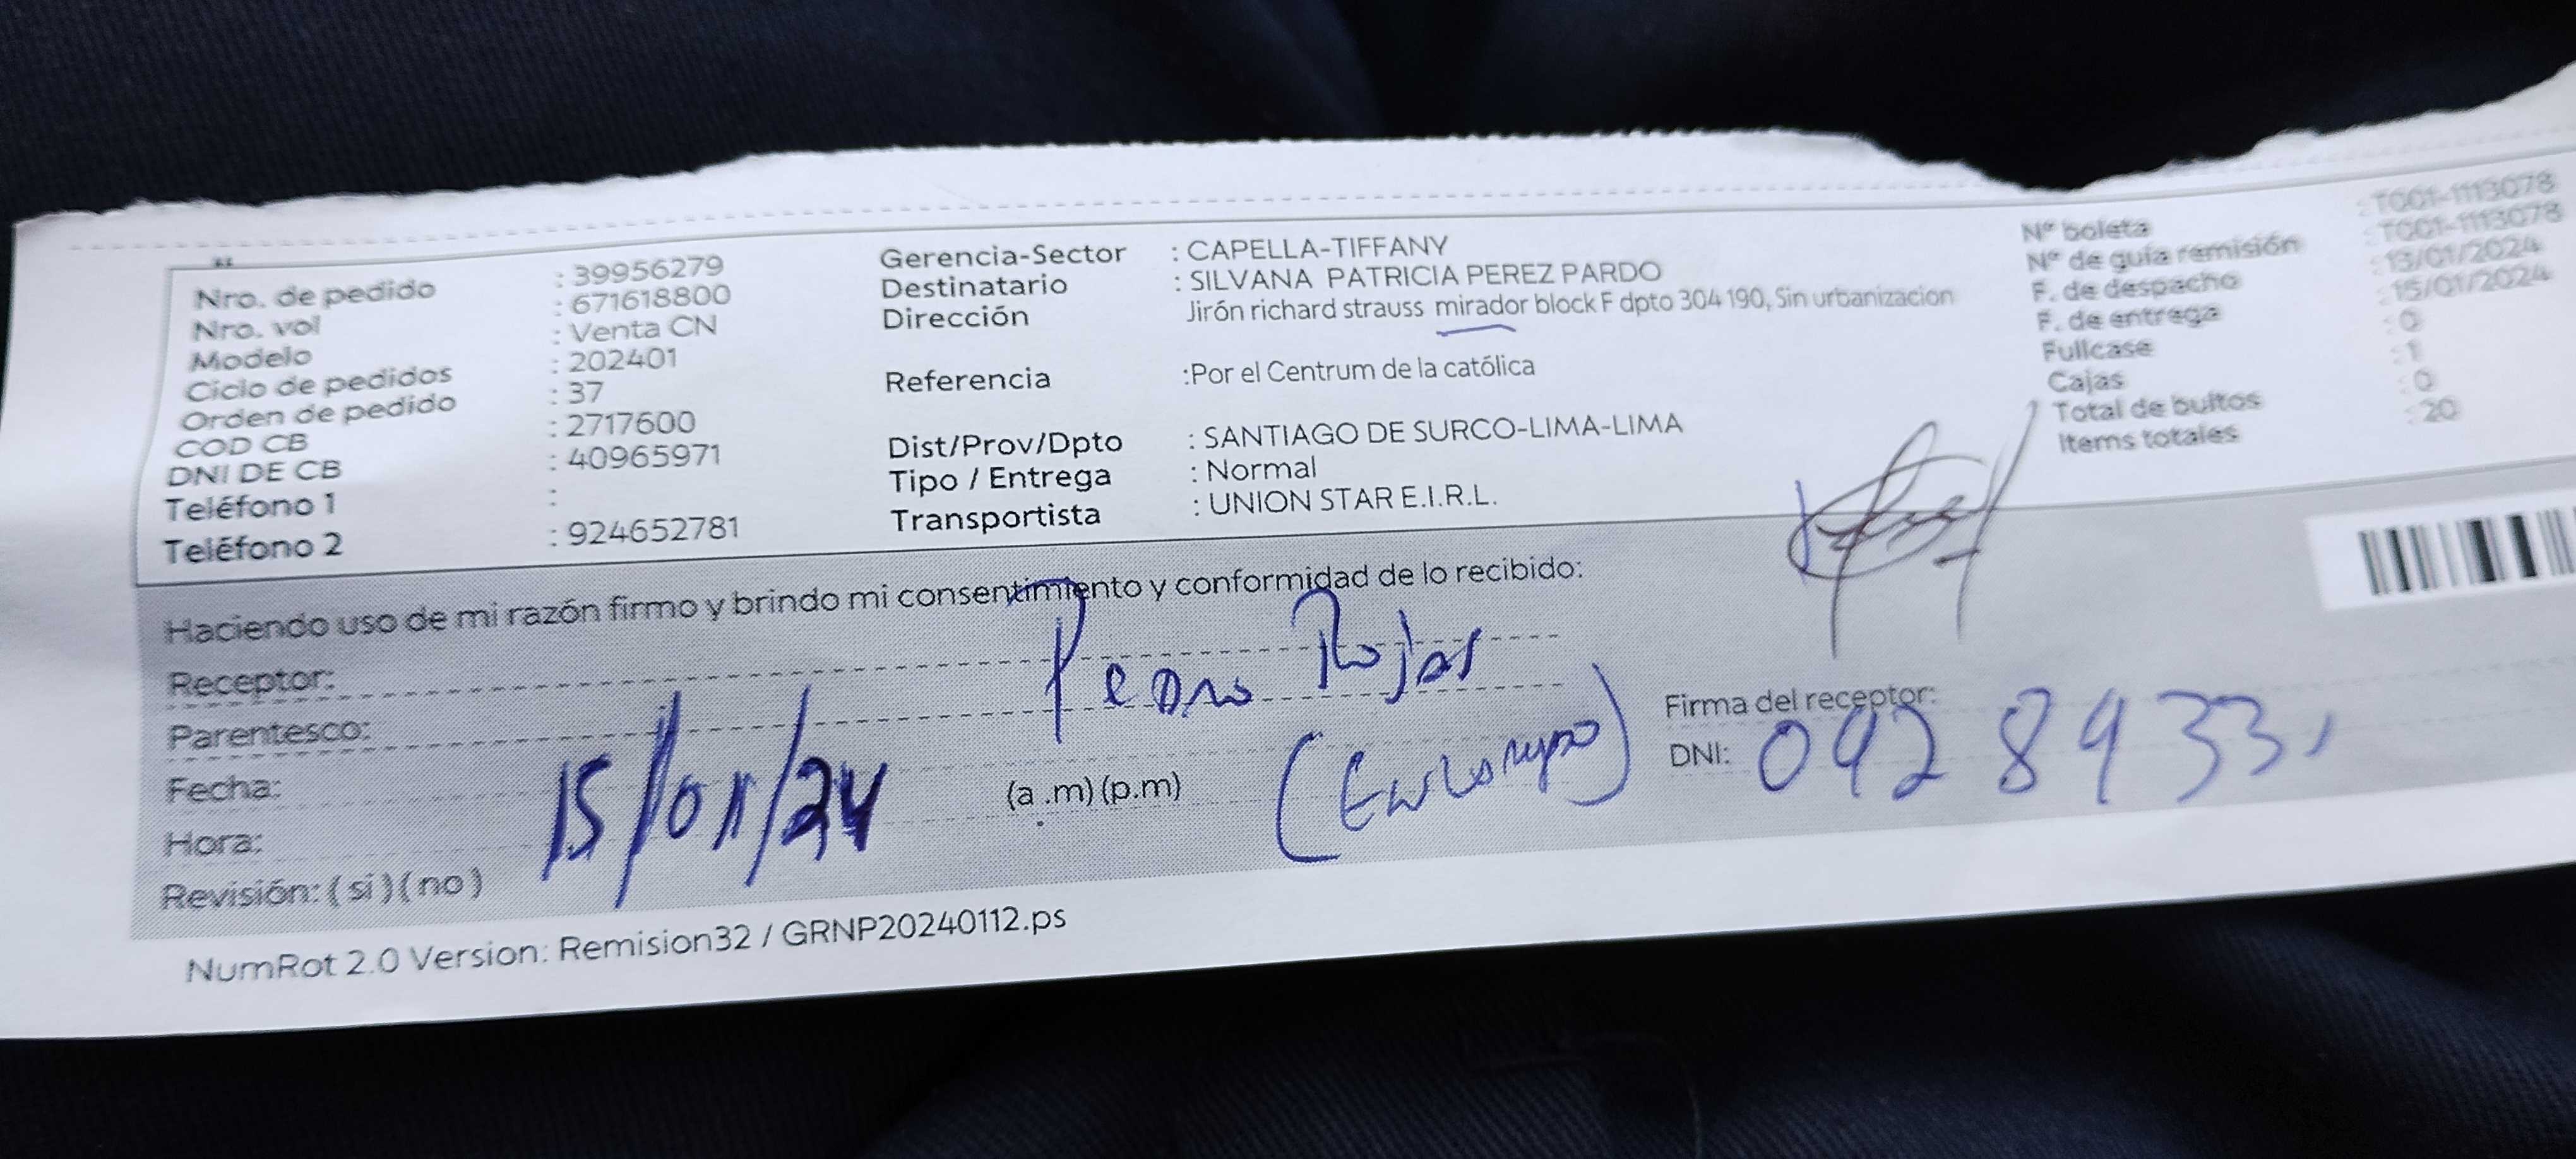 Nro. de pedido : 39956279
Nro. vol : 671618800
Modelo : Venta CN
Ciclo de pedidos : 202401
Orden de pedido : 37
COD CB : 2717600
DNI DE CB : 40965971
Teléfono 1 :
Teléfono 2 : 924652781
Gerencia-Sector : CAPELLA-TIFFANY
Destinatario : SILVANA PATRICIA PEREZ PARDO
Dirección Jirón richard strauss mirador block F dpto 304 190, Sin urbanizacion
Referencia :Por el Centrum de la católica
Dist/Prov/Dpto : SANTIAGO DE SURCO-LIMA-LIMA
Tipo / Entrega : Normal
Transportista : UNION STAR E.I.R.L.
N° boleta : T001-1113078
N° de guía remisión : T001-1113078
F. de despacho : 13/01/2024
F. de entrega : 15/01/2024
Fullcase : 0
Cajas : 1
Total de bultos : 0
Items totales : 20
Haciendo uso de mi razón firmo y brindo mi consentimiento y conformidad de lo recibido:
Receptor: Pedro Rojas
Parentesco:
Fecha: 15/01/24
Hora: (a .m) (p.m)
Revisión: ( si ) ( no )
Firma del receptor:
DNI: 0928933
NumRot 2.0 Version: Remision32 / GRNP20240112.ps